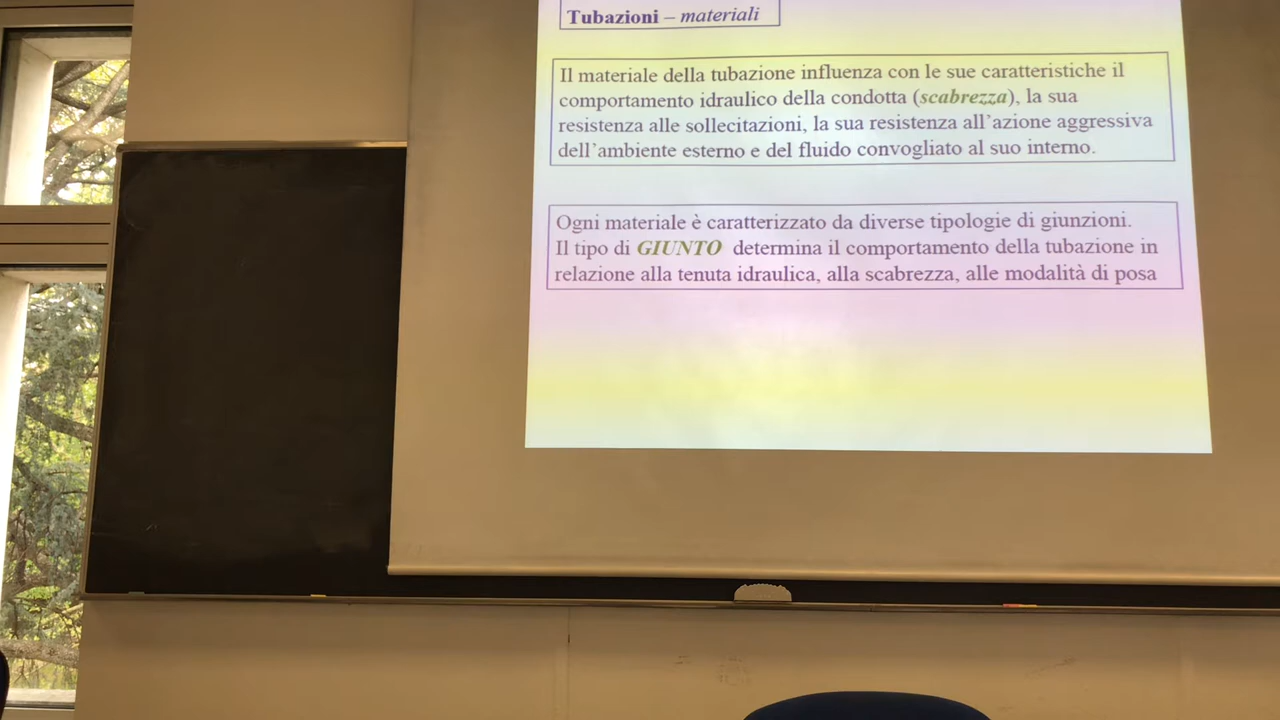 Tubazioni – materiali
Il materiale della tubazione influenza con le sue caratteristiche il
comportamento idraulico della condotta (scabrezza), la sua
resistenza alle sollecitazioni, la sua resistenza all'azione aggressiva
dell'ambiente esterno e del fluido convogliato al suo interno.
Ogni materiale è caratterizzato da diverse tipologie di giunzioni.
Il tipo di GIUNTO determina il comportamento della tubazione in
relazione alla tenuta idraulica, alla scabrezza, alle modalità di posa